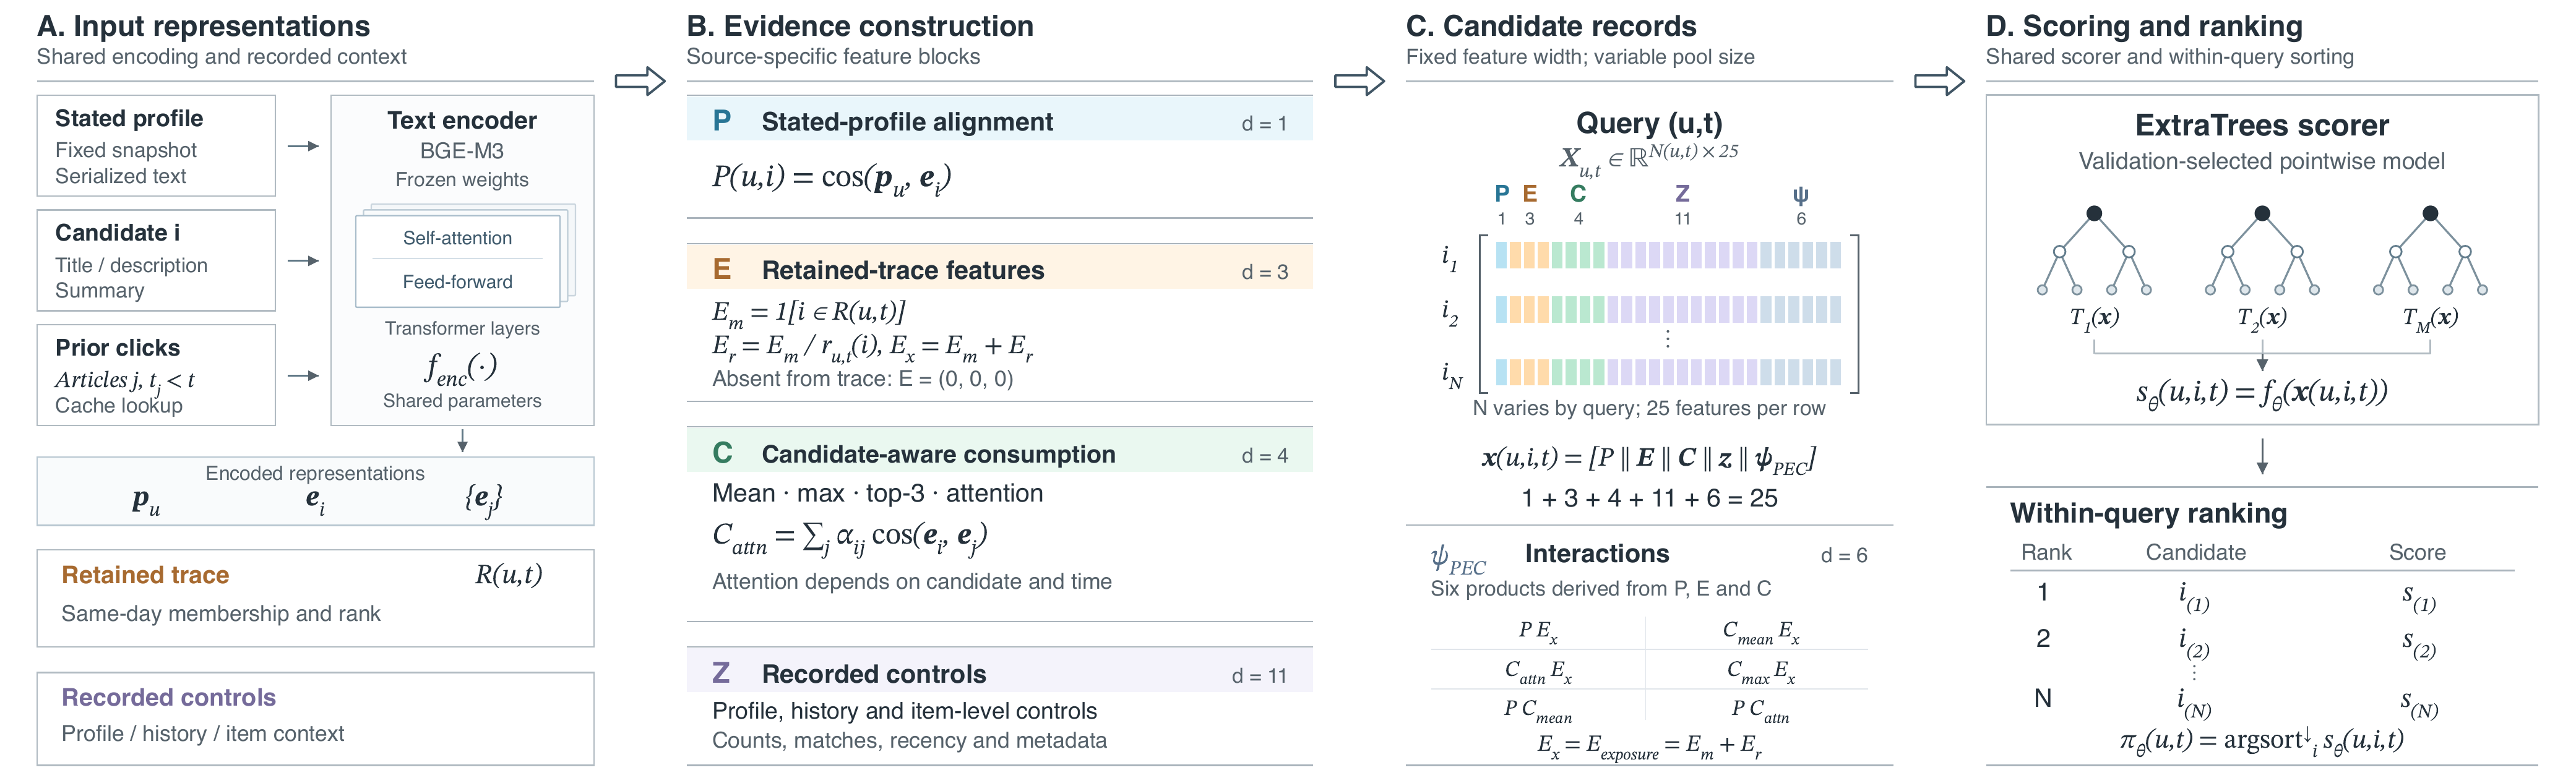 A. Input representations
Shared encoding and recorded context
Stated profile
Fixed snapshot
Serialized text
Candidate i
Title / description
Summary
Prior clicks
Articles j, t_j < t
Cache lookup
Text encoder
BGE-M3
Frozen weights
Self-attention
Feed-forward
Transformer layers
f_enc(·)
Shared parameters
Encoded representations
p_u e_i {e_j}
Retained trace R(u,t)
Same-day membership and rank
Recorded controls
Profile / history / item context
B. Evidence construction
Source-specific feature blocks
P Stated-profile alignment d = 1
P(u,i) = cos(p_u, e_i)
E Retained-trace features d = 3
E_m = 1[i ∈ R(u,t)]
E_r = E_m / r_{u,t}(i), E_x = E_m + E_r
Absent from trace: E = (0, 0, 0)
C Candidate-aware consumption d = 4
Mean · max · top-3 · attention
C_attn = ∑_j α_ij cos(e_i, e_j)
Attention depends on candidate and time
Z Recorded controls d = 11
Profile, history and item-level controls
Counts, matches, recency and metadata
C. Candidate records
Fixed feature width; variable pool size
Query (u,t)
X_{u,t} ∈ ℝ^{N(u,t) × 25}
P E C Z ψ
1 3 4 11 6
i_1
i_2
⋮
i_N
N varies by query; 25 features per row
x(u,i,t) = [P ‖ E ‖ C ‖ z ‖ ψ_PEC]
1 + 3 + 4 + 11 + 6 = 25
ψ_PEC Interactions d = 6
Six products derived from P, E and C
P E_x C_mean E_x
C_attn E_x C_max E_x
P C_mean P C_attn
E_x = E_exposure = E_m + E_r
D. Scoring and ranking
Shared scorer and within-query sorting
ExtraTrees scorer
Validation-selected pointwise model
T_1(x) T_2(x) T_M(x)
s_θ(u,i,t) = f_θ(x(u,i,t))
Within-query ranking
Rank Candidate Score
1 i_(1) s_(1)
2 i_(2) s_(2)
⋮
N i_(N) s_(N)
π_θ(u,t) = argsort↓_i s_θ(u,i,t)